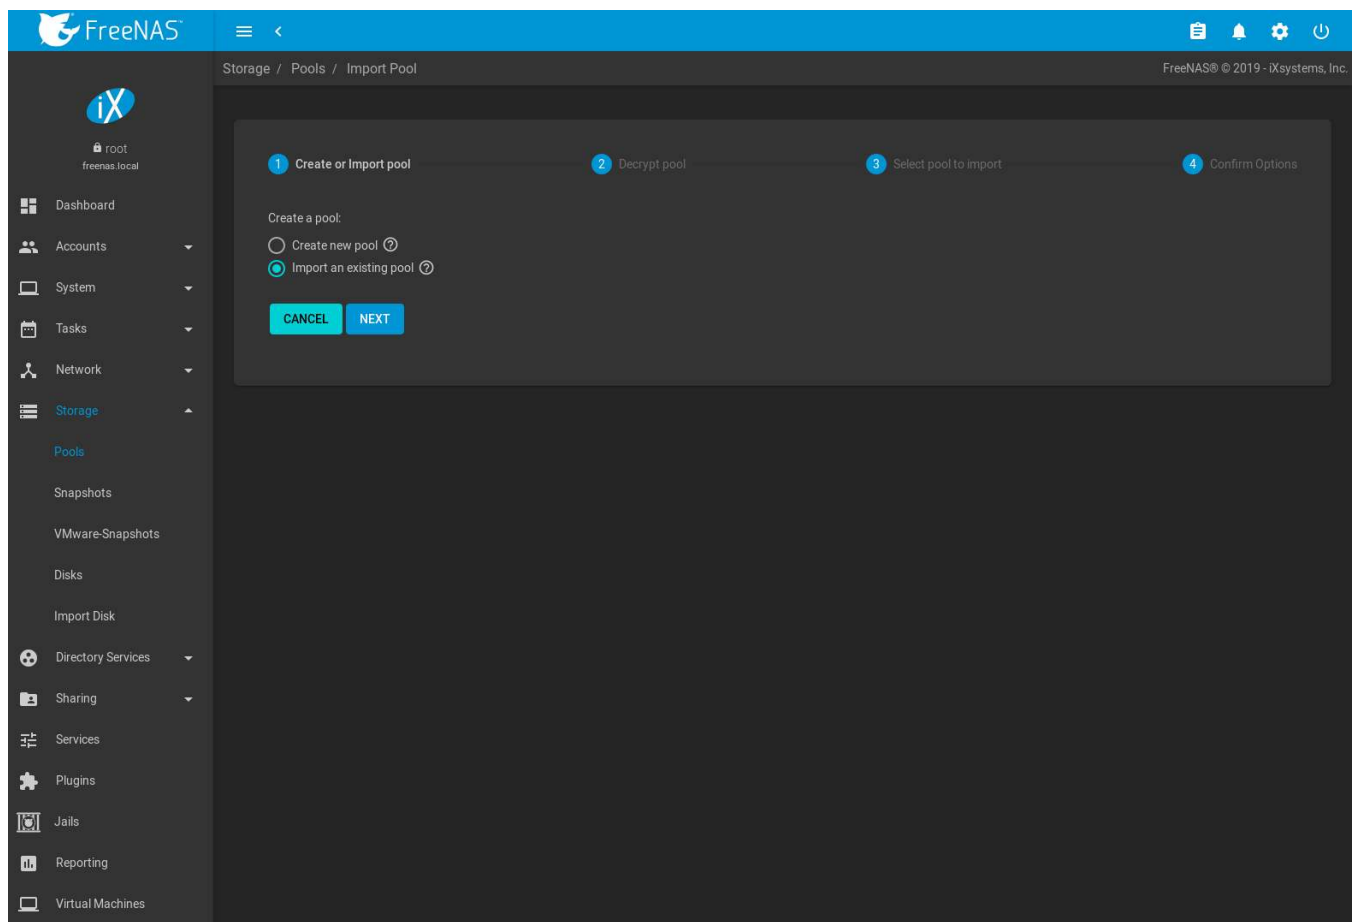 FreeNAS™
Storage / Pools / Import Pool
FreeNAS® © 2019 - iXsystems, Inc.
iX
root
freenas.local
Dashboard
Accounts
System
Tasks
Network
Storage
Pools
Snapshots
VMware-Snapshots
Disks
Import Disk
Directory Services
Sharing
Services
Plugins
Jails
Reporting
Virtual Machines
1 Create or Import pool
2 Decrypt pool
3 Select pool to import
4 Confirm Options
Create a pool:
Create new pool ?
Import an existing pool ?
CANCEL NEXT